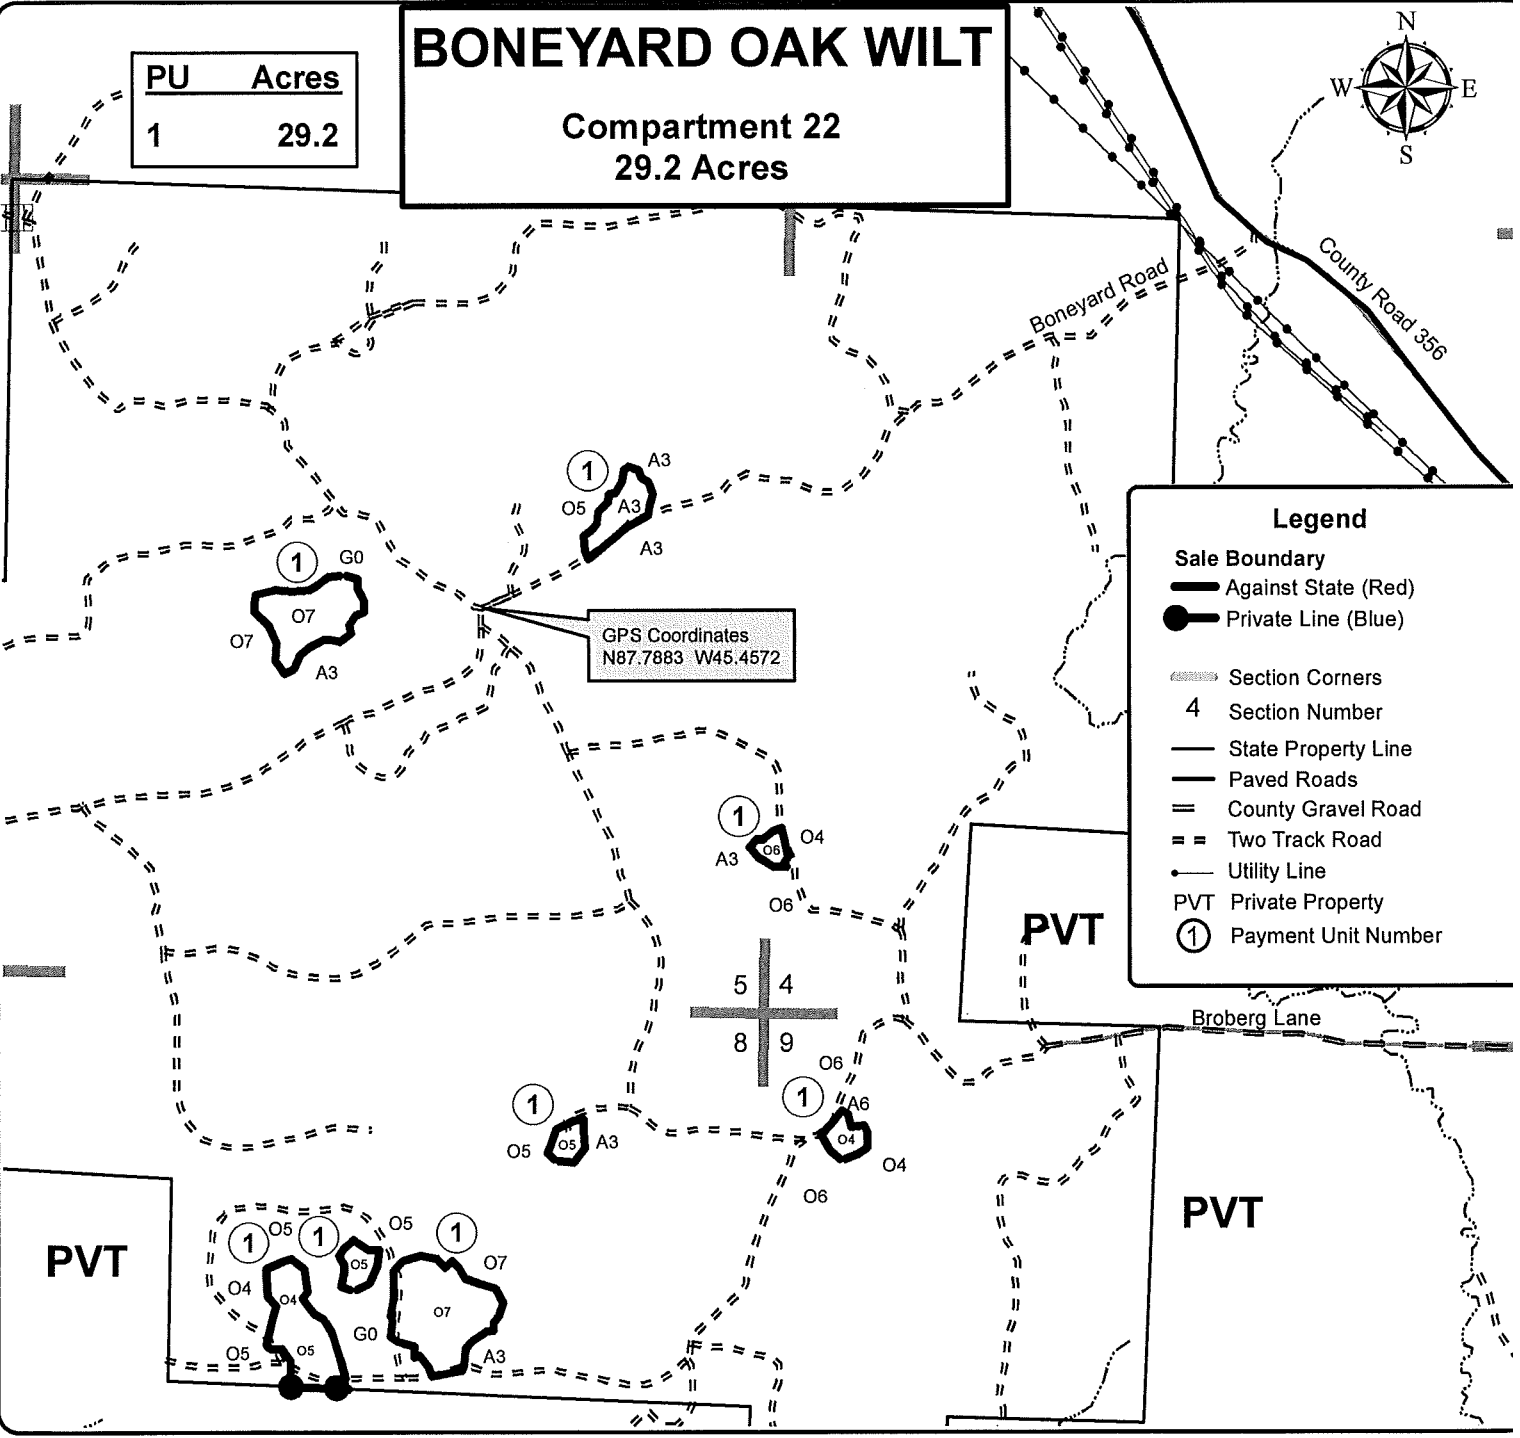 BONEYARD OAK WILT
Compartment 22
29.2 Acres
PU Acres
1 29.2
N
W E
S
County Road 356
Boneyard Road
1
A3
O5
A3
A3
1
G0
O7
O7
A3
GPS Coordinates
N87.7883 W45.4572
Legend
Sale Boundary
Against State (Red)
Private Line (Blue)
Section Corners
4 Section Number
State Property Line
Paved Roads
County Gravel Road
Two Track Road
Utility Line
PVT Private Property
1 Payment Unit Number
1
O4
A3
O6
O6
PVT
5 4
8 9
Broberg Lane
O6
1
A6
O4
O4
O6
1
O5
O5
A3
PVT
PVT
1
O5
1
O5
1
O5
O7
O4
O4
O7
G0
O5
O5
A3